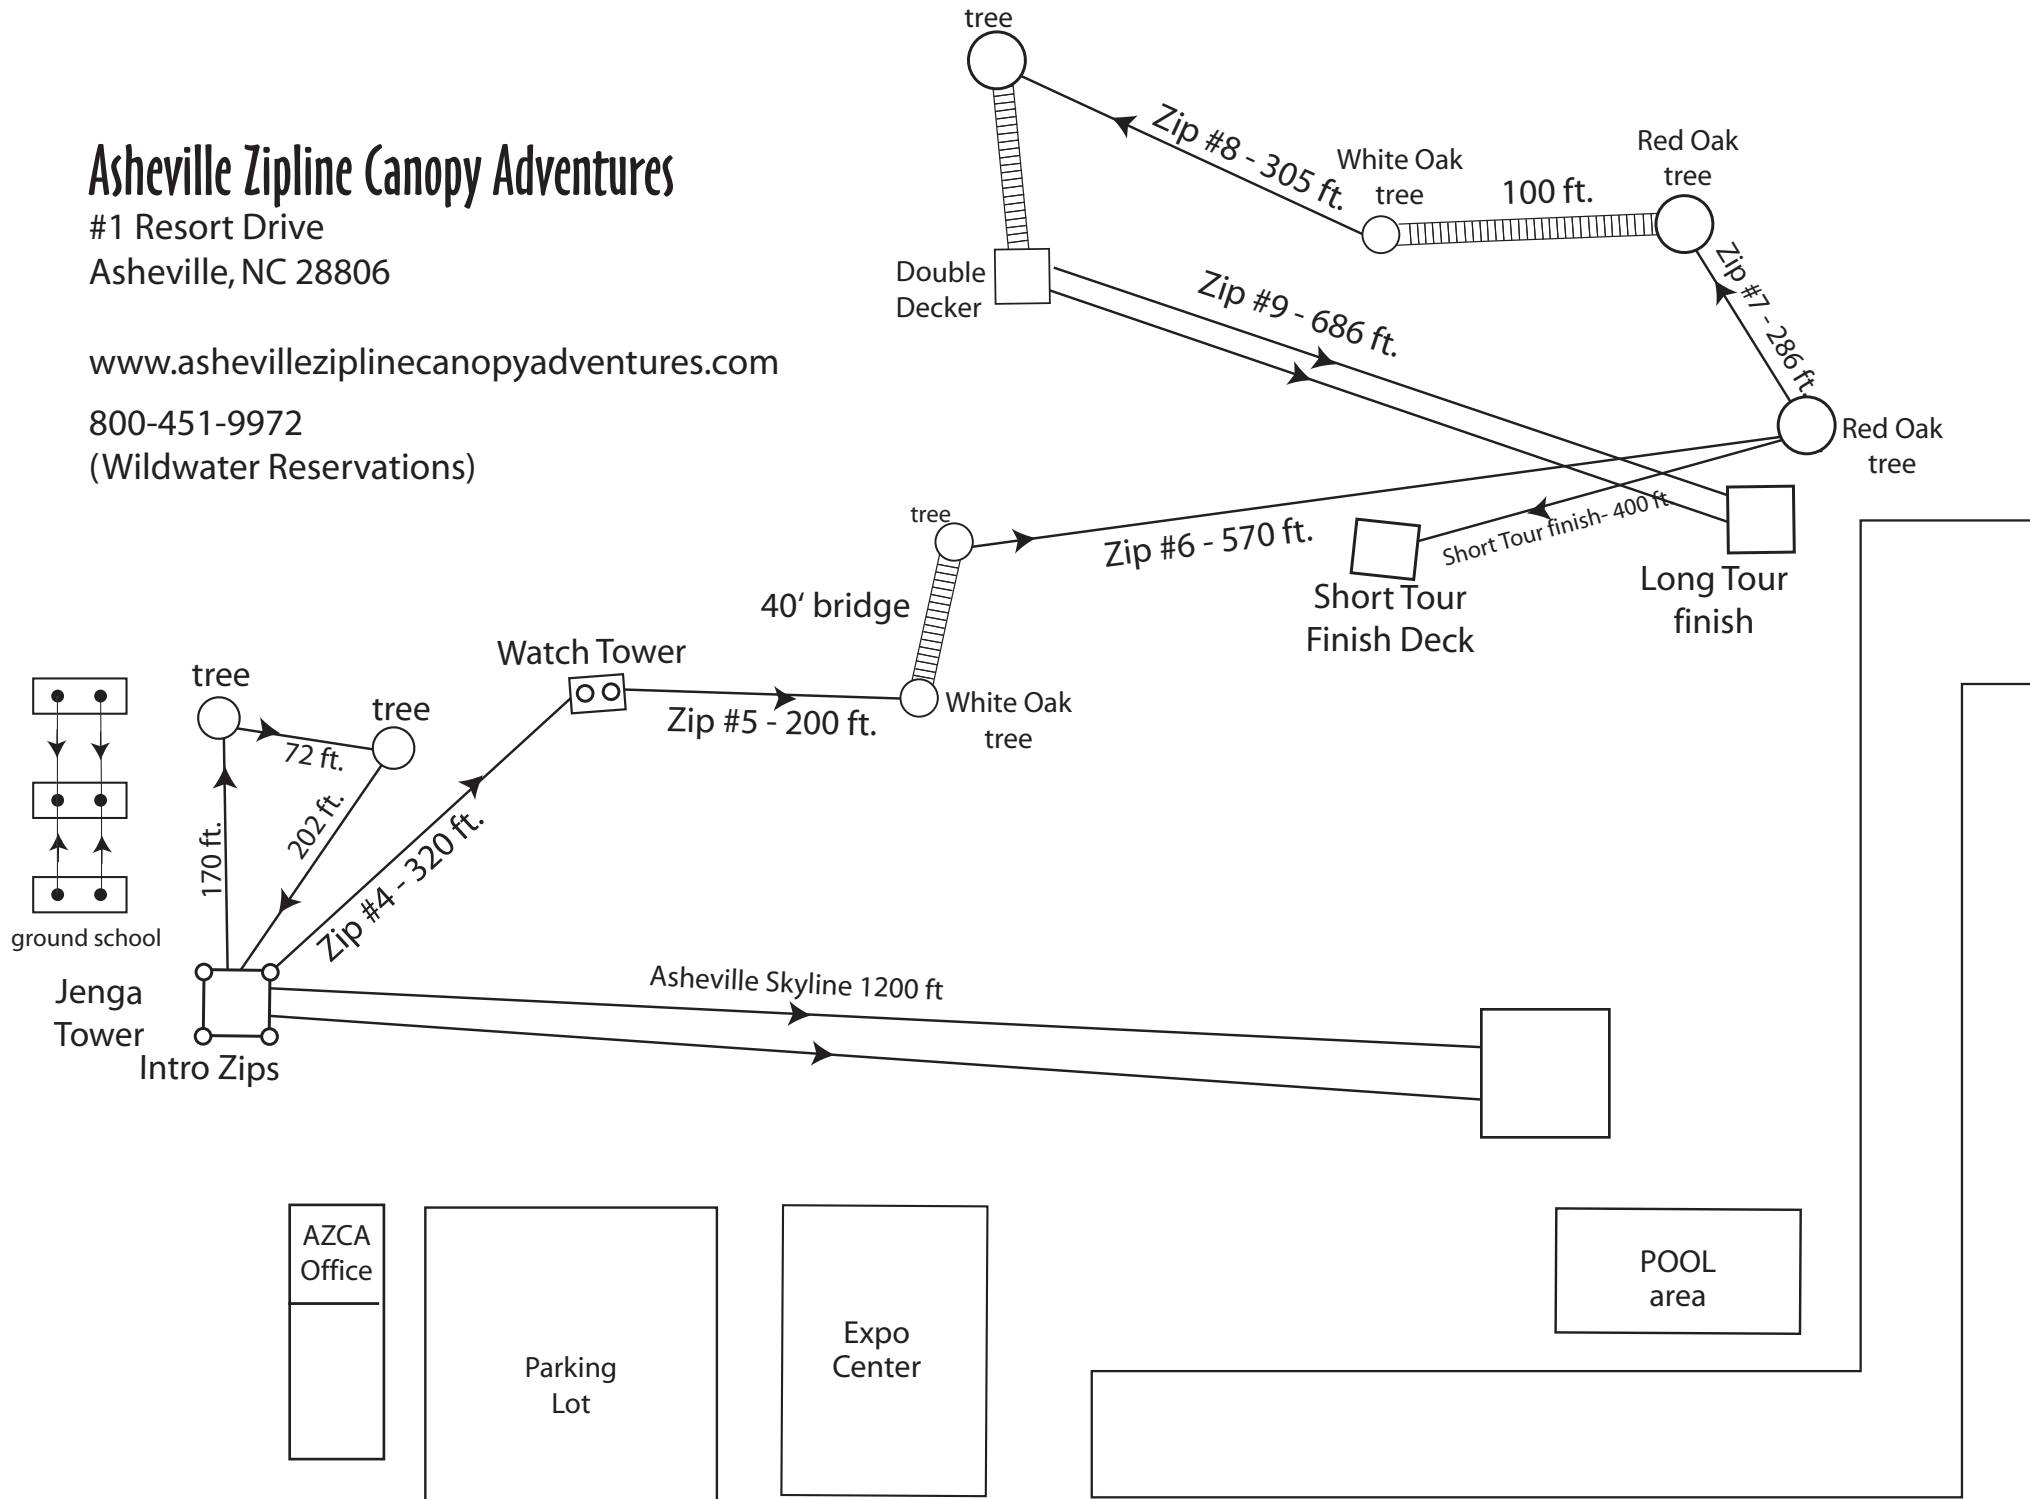 Asheville Zipline Canopy Adventures
#1 Resort Drive
Asheville, NC 28806
www.ashevilleziplinecanopyadventures.com
800-451-9972
(Wildwater Reservations)
tree
Zip #8 - 305 ft.
White Oak
tree
100 ft.
Red Oak
tree
Zip #7 - 286 ft.
Double
Decker
Zip #9 - 686 ft.
Red Oak
tree
Short Tour finish- 400 ft.
Long Tour
finish
Short Tour
Finish Deck
Zip #6 - 570 ft.
tree
40‘ bridge
White Oak
tree
Watch Tower
Zip #5 - 200 ft.
tree
tree
72 ft.
202 ft.
170 ft.
Zip #4 - 320 ft.
ground school
Jenga
Tower
Intro Zips
Asheville Skyline 1200 ft
AZCA
Office
Parking
Lot
Expo
Center
POOL
area